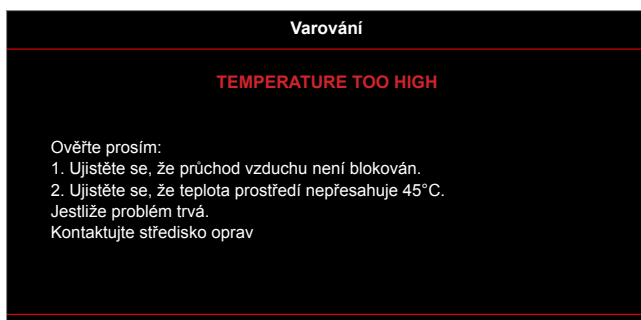 Varování
TEMPERATURE TOO HIGH
Ověřte prosím:
1. Ujistěte se, že průchod vzduchu není blokován.
2. Ujistěte se, že teplota prostředí nepřesahuje 45°C.
Jestliže problém trvá.
Kontaktujte středisko oprav